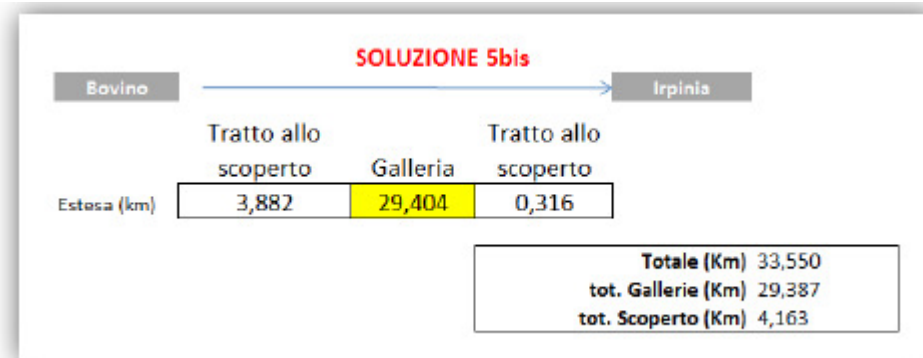 SOLUZIONE 5bis
Bovino Irpinia
Tratto allo Tratto allo
scoperto Galleria scoperto
Estesa (km) 3,882 29,404 0,316
Totale (Km) 33,550
tot. Gallerie (Km) 29,387
tot. Scoperto (Km) 4,163